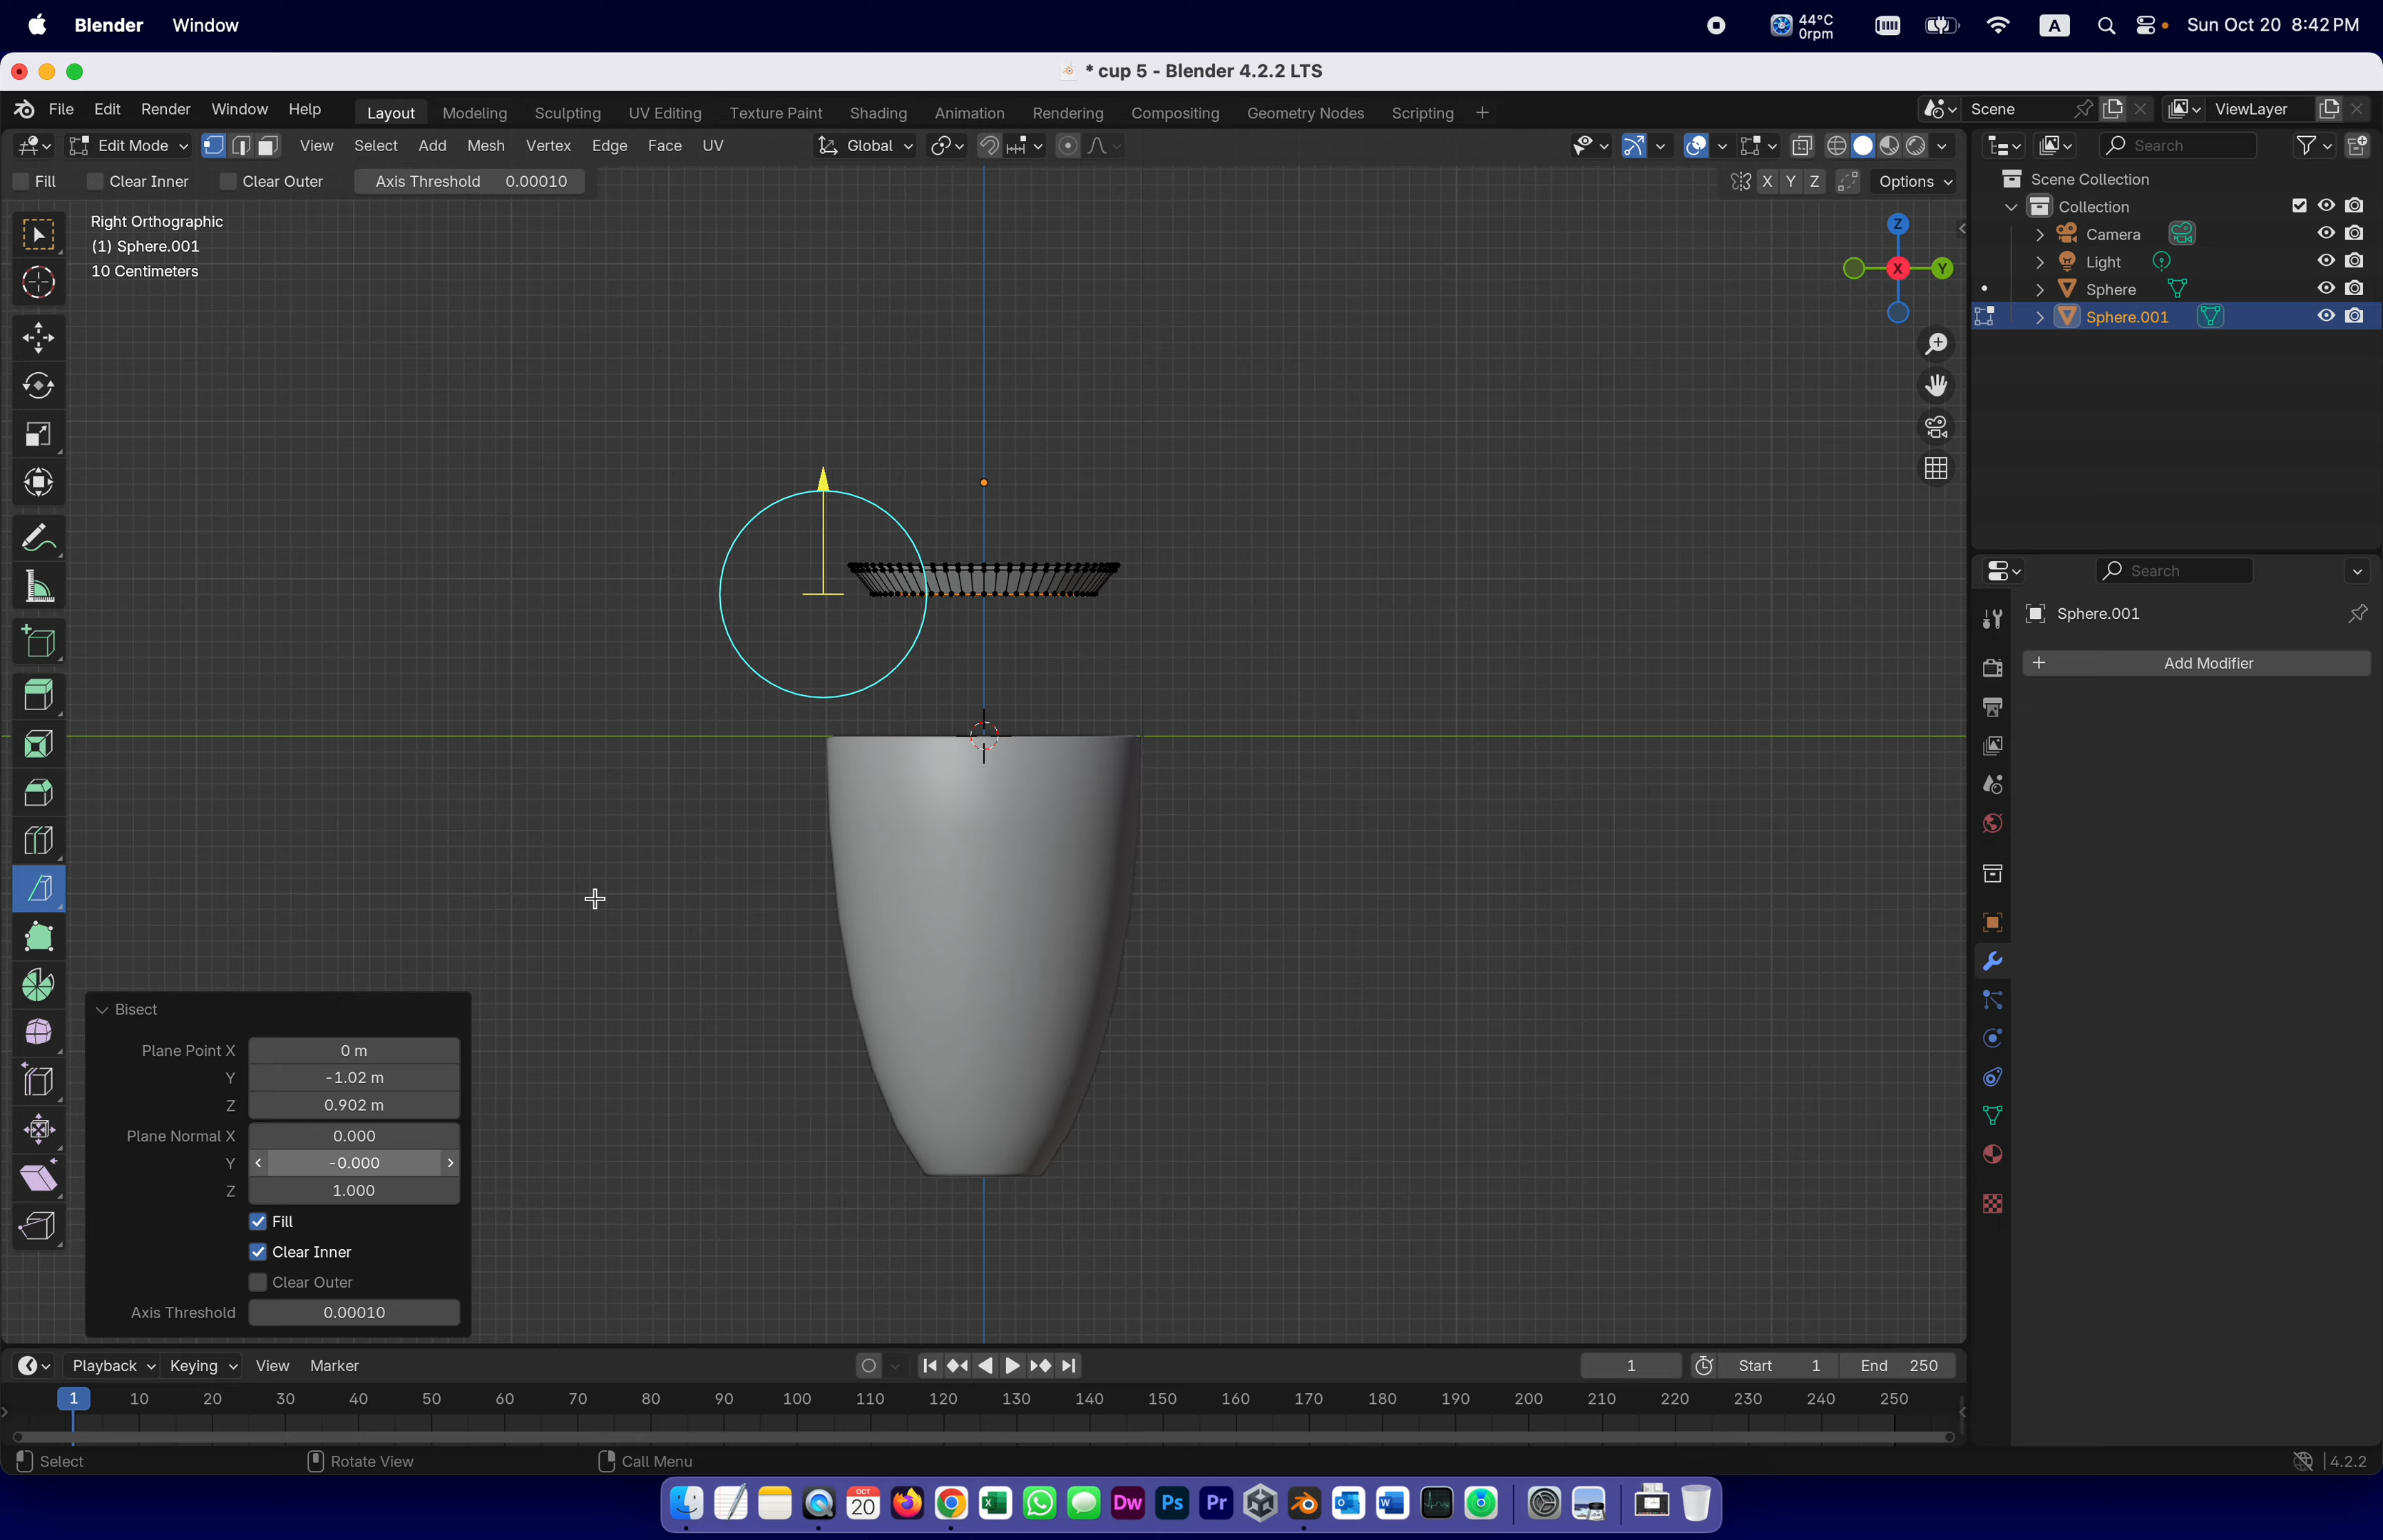 Blender Window
44°C
0rpm
A
Sun Oct 20 8:42 PM
* cup 5 - Blender 4.2.2 LTS
File Edit Render Window Help Layout Modeling Sculpting UV Editing Texture Paint Shading Animation Rendering Compositing Geometry Nodes Scripting +
Scene
ViewLayer
Edit Mode View Select Add Mesh Vertex Edge Face UV
Global
Search
Fill Clear Inner Clear Outer Axis Threshold 0.00010
X Y Z Options
Right Orthographic
(1) Sphere.001
10 Centimeters
Z
X
Y
Scene Collection
Collection
Camera
Light
Sphere
Sphere.001
Search
Sphere.001
+ Add Modifier
Bisect
Plane Point X 0 m
Y -1.02 m
Z 0.902 m
Plane Normal X 0.000
Y -0.000
Z 1.000
Fill
Clear Inner
Clear Outer
Axis Threshold 0.00010
Playback Keying View Marker
1
Start 1 End 250
1 10 20 30 40 50 60 70 80 90 100 110 120 130 140 150 160 170 180 190 200 210 220 230 240 250
Select Rotate View Call Menu
4.2.2
OCT
20
Dw Ps Pr